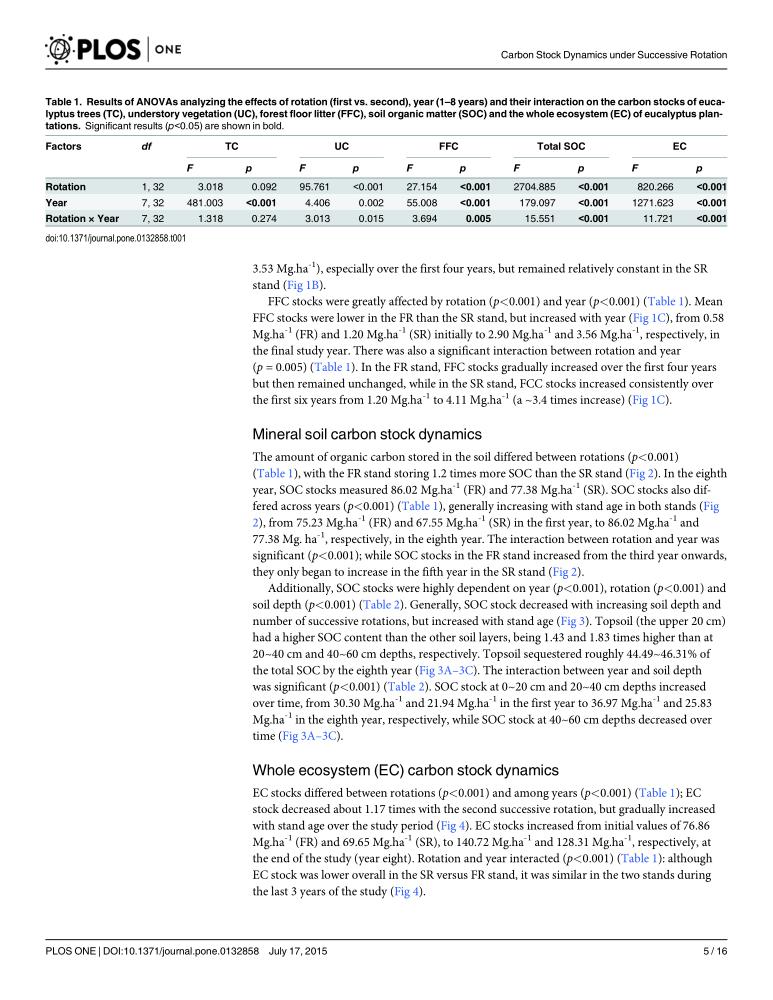 PLOS ONE
Carbon Stock Dynamics under Successive Rotation
Table 1. Results of ANOVAs analyzing the effects of rotation (first vs. second), year (1–8 years) and their interaction on the carbon stocks of euca-
lyptus trees (TC), understory vegetation (UC), forest floor litter (FFC), soil organic matter (SOC) and the whole ecosystem (EC) of eucalyptus plan-
tations. Significant results (p<0.05) are shown in bold.
Factors df TC UC FFC Total SOC EC
F p F p F p F p F p
Rotation 1, 32 3.018 0.092 95.761 <0.001 27.154 <0.001 2704.885 <0.001 820.266 <0.001
Year 7, 32 481.003 <0.001 4.406 0.002 55.008 <0.001 179.097 <0.001 1271.623 <0.001
Rotation × Year 7, 32 1.318 0.274 3.013 0.015 3.694 0.005 15.551 <0.001 11.721 <0.001
doi:10.1371/journal.pone.0132858.t001
3.53 Mg.ha⁻¹), especially over the first four years, but remained relatively constant in the SR
stand (Fig 1B).
FFC stocks were greatly affected by rotation (p<0.001) and year (p<0.001) (Table 1). Mean
FFC stocks were lower in the FR than the SR stand, but increased with year (Fig 1C), from 0.58
Mg.ha⁻¹ (FR) and 1.20 Mg.ha⁻¹ (SR) initially to 2.90 Mg.ha⁻¹ and 3.56 Mg.ha⁻¹, respectively, in
the final study year. There was also a significant interaction between rotation and year
(p = 0.005) (Table 1). In the FR stand, FFC stocks gradually increased over the first four years
but then remained unchanged, while in the SR stand, FCC stocks increased consistently over
the first six years from 1.20 Mg.ha⁻¹ to 4.11 Mg.ha⁻¹ (a ~3.4 times increase) (Fig 1C).
Mineral soil carbon stock dynamics
The amount of organic carbon stored in the soil differed between rotations (p<0.001)
(Table 1), with the FR stand storing 1.2 times more SOC than the SR stand (Fig 2). In the eighth
year, SOC stocks measured 86.02 Mg.ha⁻¹ (FR) and 77.38 Mg.ha⁻¹ (SR). SOC stocks also dif-
fered across years (p<0.001) (Table 1), generally increasing with stand age in both stands (Fig
2), from 75.23 Mg.ha⁻¹ (FR) and 67.55 Mg.ha⁻¹ (SR) in the first year, to 86.02 Mg.ha⁻¹ and
77.38 Mg. ha⁻¹, respectively, in the eighth year. The interaction between rotation and year was
significant (p<0.001); while SOC stocks in the FR stand increased from the third year onwards,
they only began to increase in the fifth year in the SR stand (Fig 2).
Additionally, SOC stocks were highly dependent on year (p<0.001), rotation (p<0.001) and
soil depth (p<0.001) (Table 2). Generally, SOC stock decreased with increasing soil depth and
number of successive rotations, but increased with stand age (Fig 3). Topsoil (the upper 20 cm)
had a higher SOC content than the other soil layers, being 1.43 and 1.83 times higher than at
20~40 cm and 40~60 cm depths, respectively. Topsoil sequestered roughly 44.49~46.31% of
the total SOC by the eighth year (Fig 3A–3C). The interaction between year and soil depth
was significant (p<0.001) (Table 2). SOC stock at 0~20 cm and 20~40 cm depths increased
over time, from 30.30 Mg.ha⁻¹ and 21.94 Mg.ha⁻¹ in the first year to 36.97 Mg.ha⁻¹ and 25.83
Mg.ha⁻¹ in the eighth year, respectively, while SOC stock at 40~60 cm depths decreased over
time (Fig 3A–3C).
Whole ecosystem (EC) carbon stock dynamics
EC stocks differed between rotations (p<0.001) and among years (p<0.001) (Table 1); EC
stock decreased about 1.17 times with the second successive rotation, but gradually increased
with stand age over the study period (Fig 4). EC stocks increased from initial values of 76.86
Mg.ha⁻¹ (FR) and 69.65 Mg.ha⁻¹ (SR), to 140.72 Mg.ha⁻¹ and 128.31 Mg.ha⁻¹, respectively, at
the end of the study (year eight). Rotation and year interacted (p<0.001) (Table 1): although
EC stock was lower overall in the SR versus FR stand, it was similar in the two stands during
the last 3 years of the study (Fig 4).
PLOS ONE | DOI:10.1371/journal.pone.0132858 July 17, 2015
5 / 16